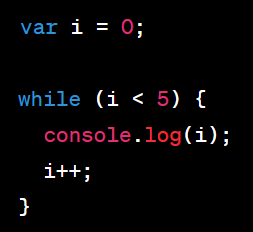 var i = 0;

while (i < 5) {
  console.log(i);
  i++;
}